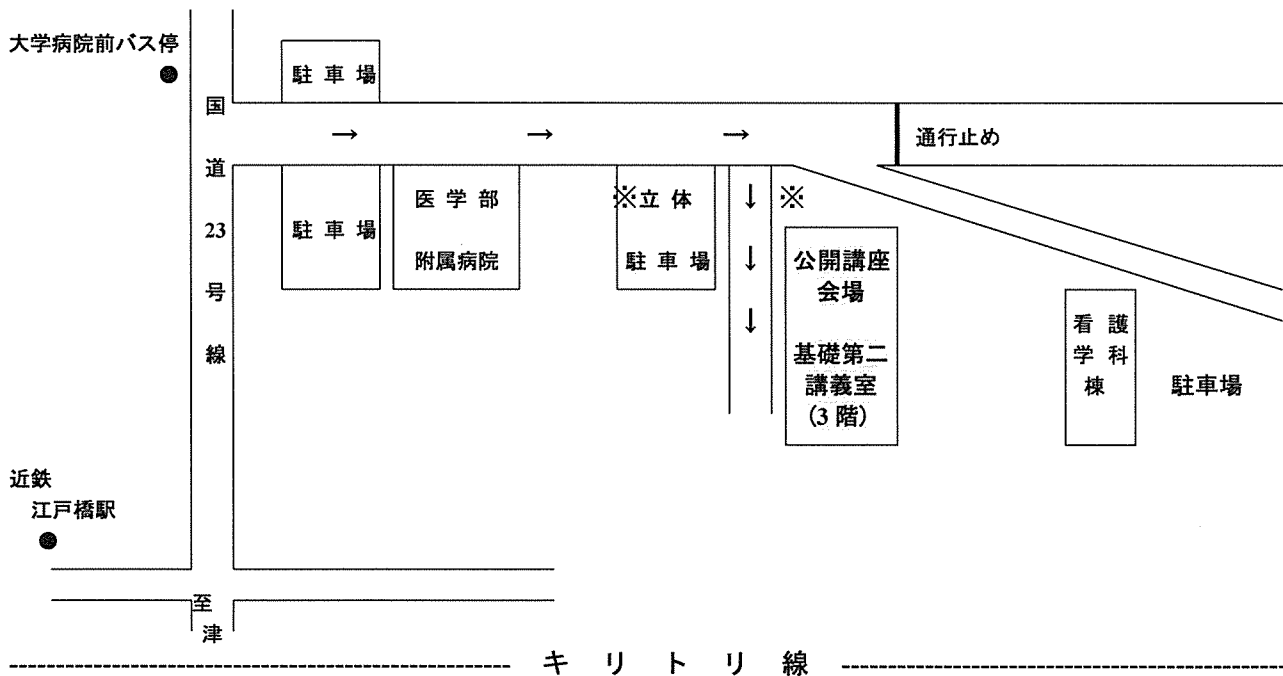 大学病院前バス停
駐車場
国道23号線
→ → →
通行止め
駐車場
医学部
附属病院
※立体
駐車場
↓ ※
↓
↓
公開講座
会場
基礎第二
講義室
(3階)
看護
学科
棟
駐車場
近鉄
江戸橋駅
至
津
キリトリ線